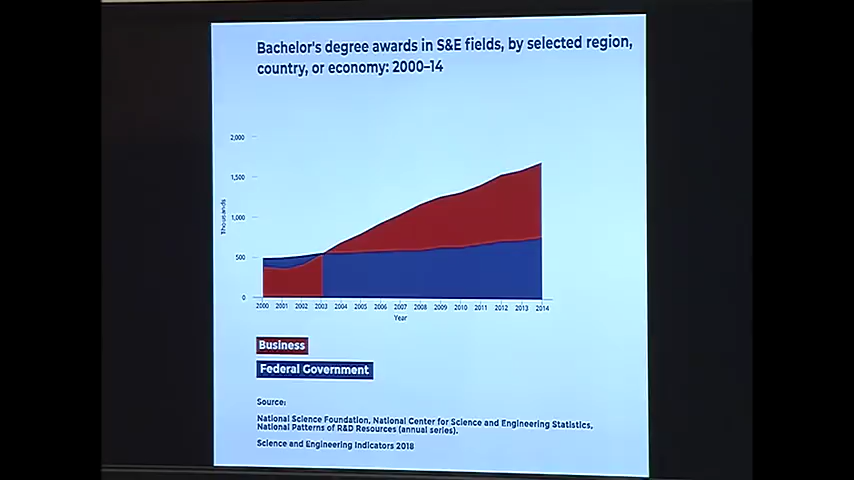 Bachelor's degree awards in S&E fields, by selected region,
country, or economy: 2000–14
2,000
1,500
1,000
500
0
Thousands
2000 2001 2002 2003 2004 2005 2006 2007 2008 2009 2010 2011 2012 2013 2014
Year
Business
Federal Government
Source:
National Science Foundation, National Center for Science and Engineering Statistics,
National Patterns of R&D Resources (annual series).
Science and Engineering Indicators 2018